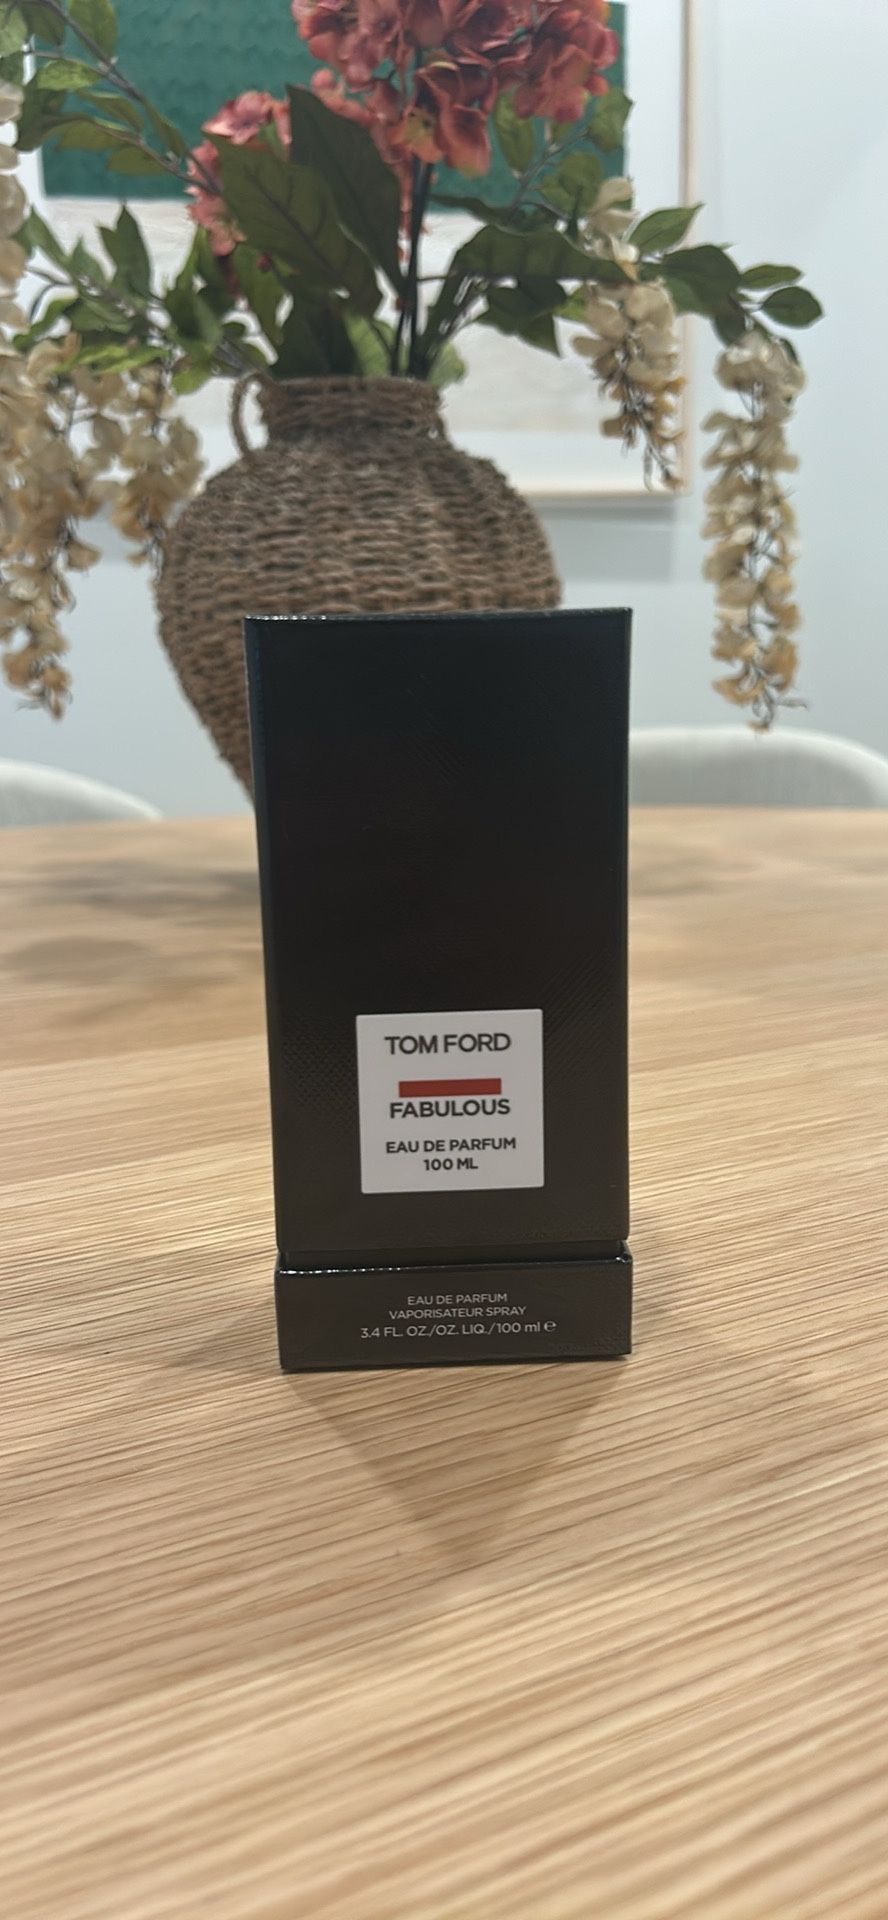 TOM FORD
FABULOUS
EAU DE PARFUM
100 ML
EAU DE PARFUM
VAPORISATEUR SPRAY
3.4 FL. OZ./OZ. LIQ./100 ml ℮